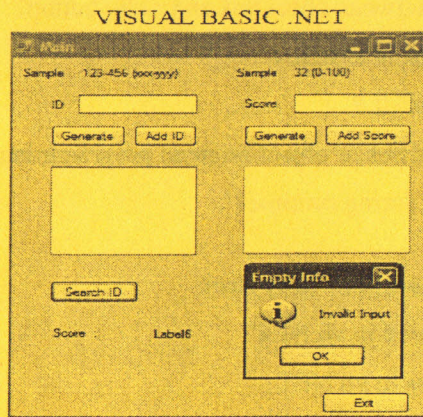 VISUAL BASIC .NET
Main
Sample 123-456 (xxx-yyy) Sample 32 (0-100)
ID Score
Generate Add ID Generate Add Score
Empty Info
Search ID
Invalid Input
Score : Label6
OK
Exit